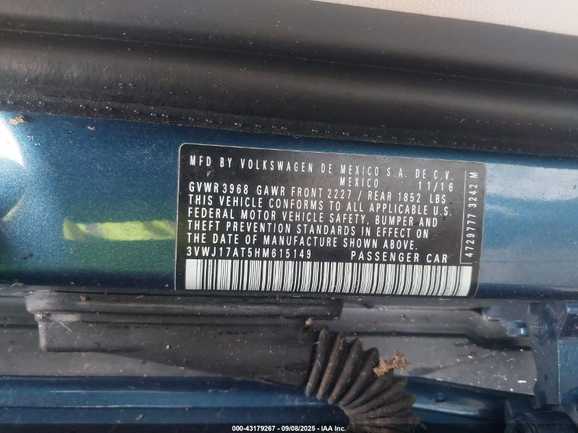 MFD BY VOLKSWAGEN DE MEXICO S.A. DE C.V.
MEXICO 11/16
GVWR 3968 GAWR FRONT 2227 / REAR 1852 LBS
THIS VEHICLE CONFORMS TO ALL APPLICABLE U.S.
FEDERAL MOTOR VEHICLE SAFETY, BUMPER AND
THEFT PREVENTION STANDARDS IN EFFECT ON THE
DATE OF MANUFACTURE SHOWN ABOVE.
3VWJ17AT5HM615149 PASSENGER CAR
4729777 3242 M
000-43179267 - 09/08/2025 - IAA Inc.